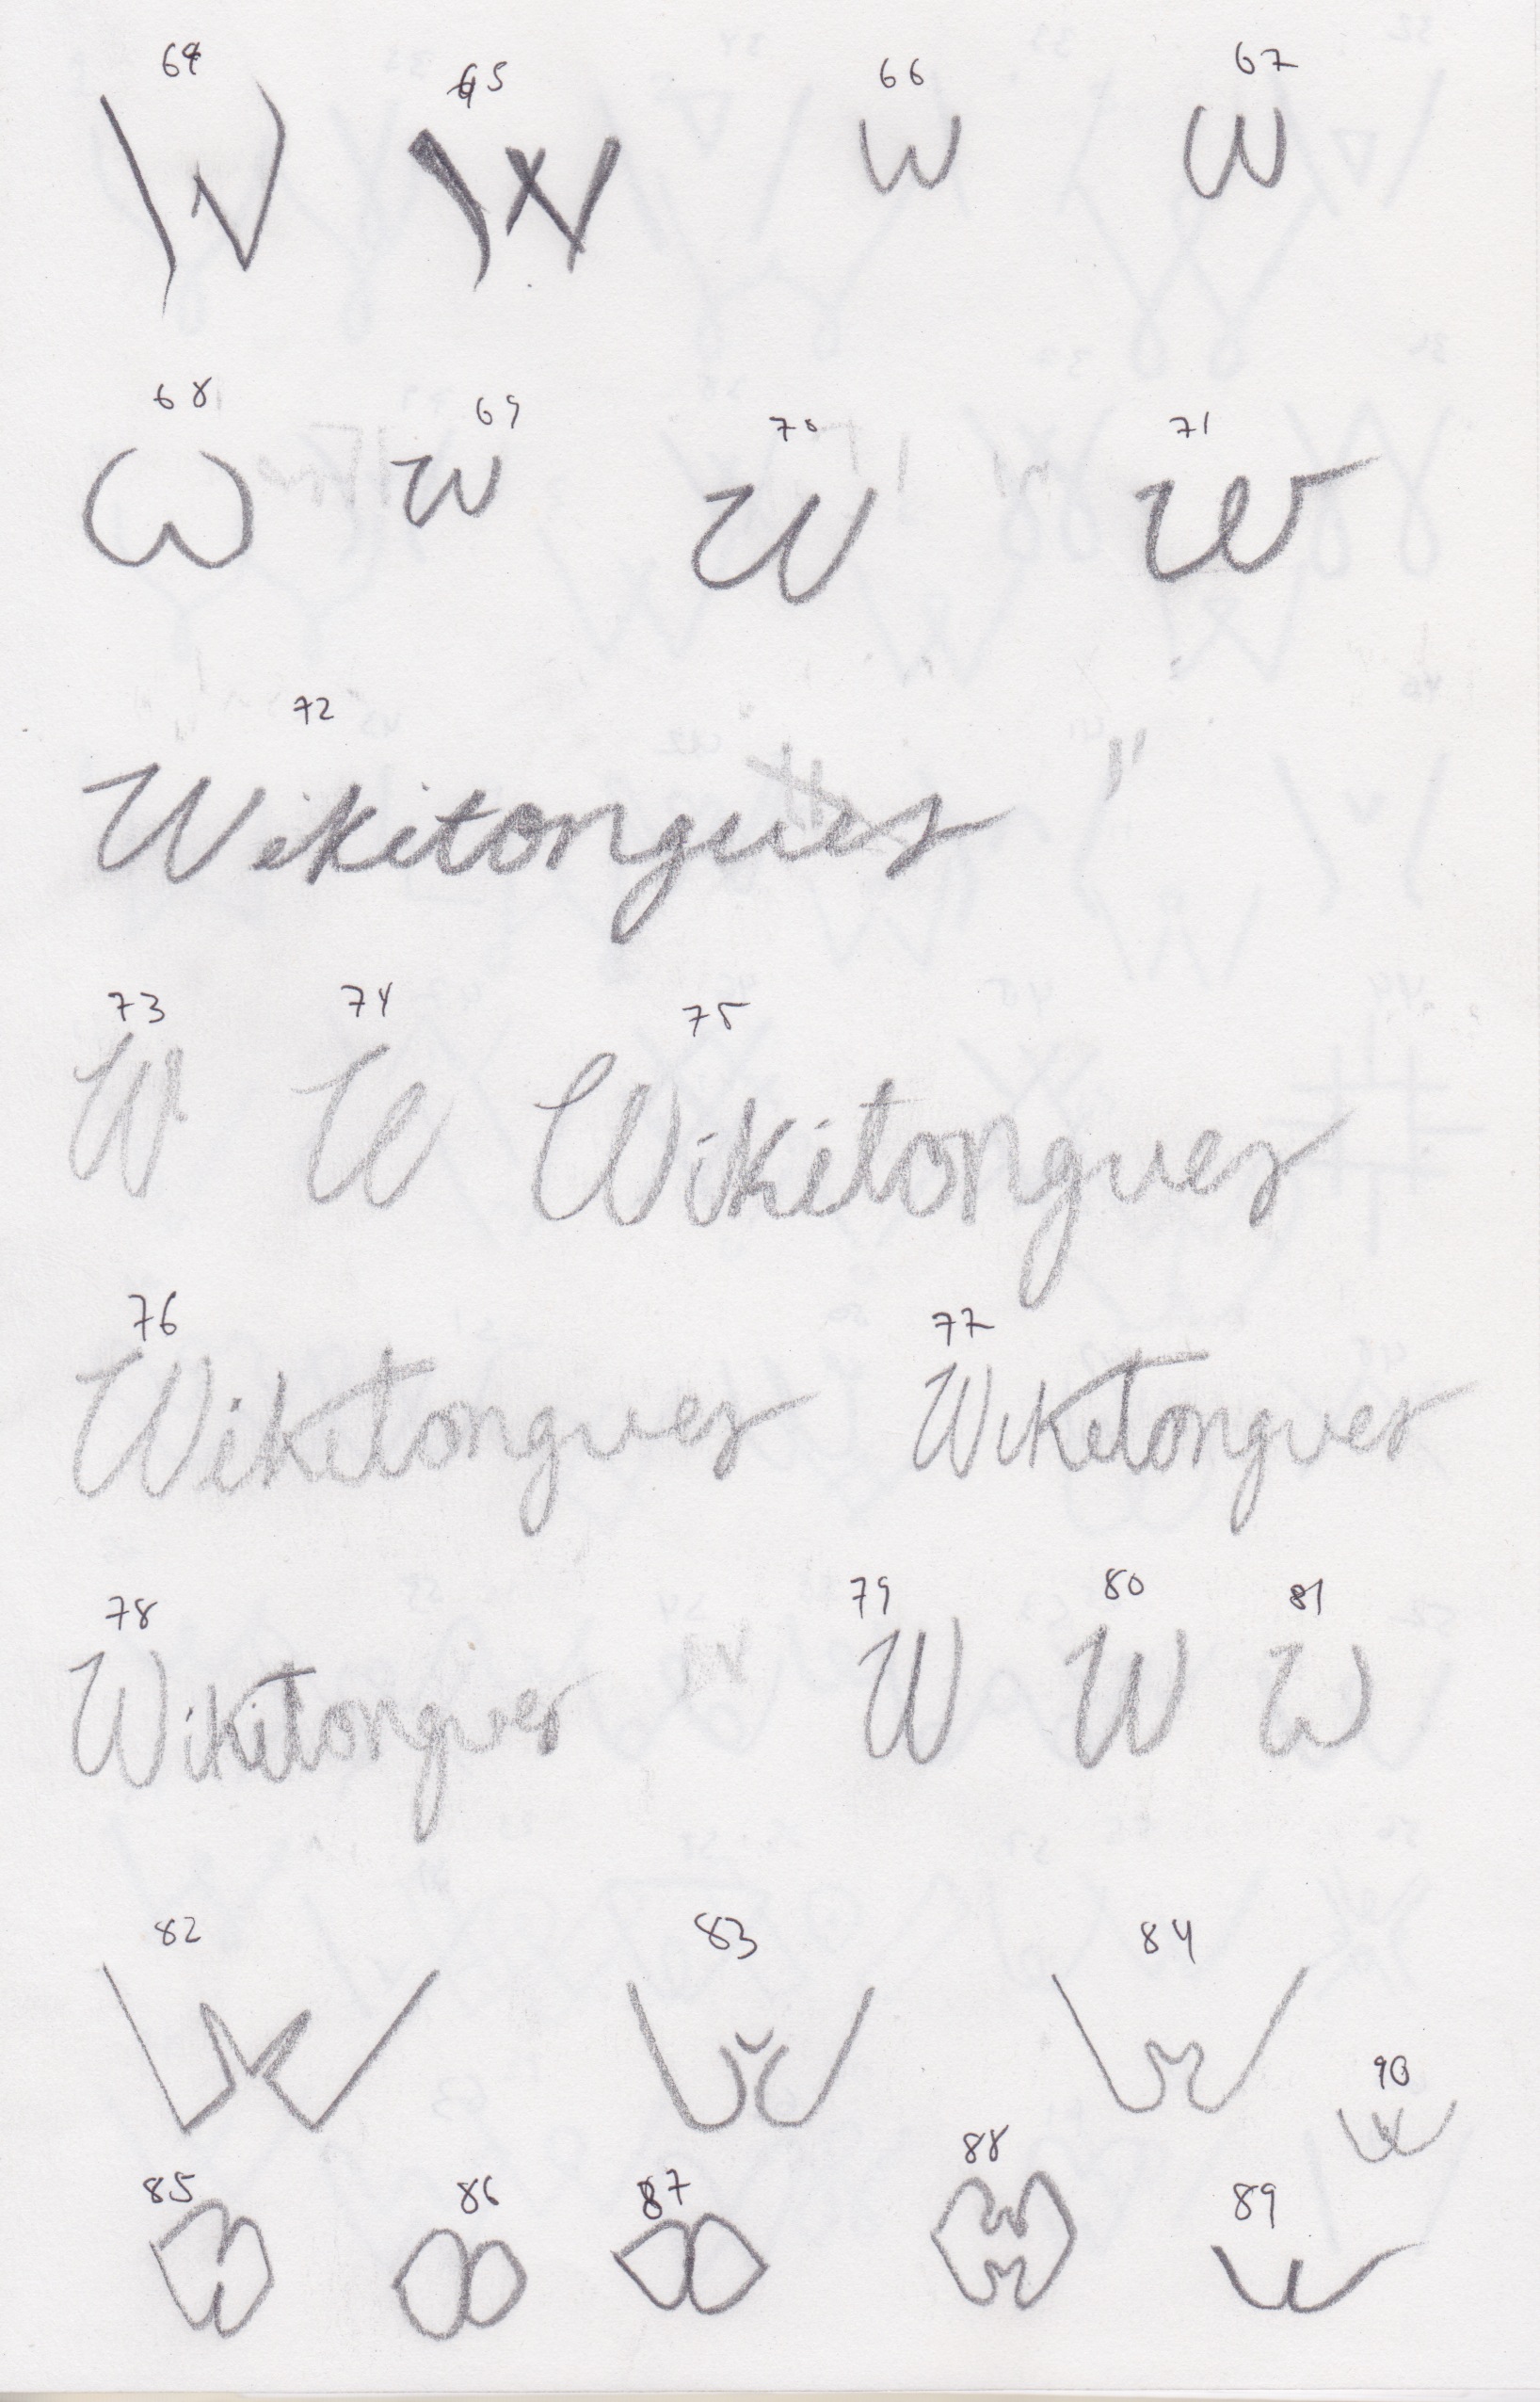 64 65 66 67
W W W W
68 69 70 71
W W W W
72
Wikitongues
73 74 75
W W Wikitongues
76 77
Wikitongues Wikitongues
78 79 80 81
Wikitongues W W W
82 83 84
W W W
90
W
85 86 87 88 89
W